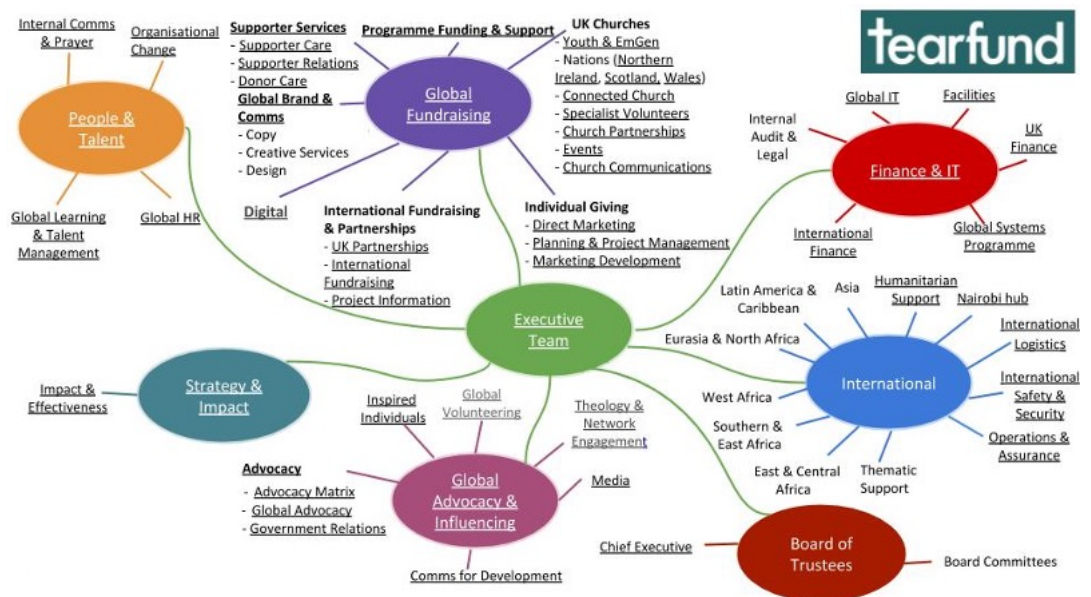 tearfund
Internal Comms
& Prayer
Organisational
Change
People &
Talent
Global Learning
& Talent
Management
Global HR
Supporter Services
- Supporter Care
- Supporter Relations
- Donor Care
Global Brand &
Comms
- Copy
- Creative Services
- Design
Digital
Programme Funding & Support
Global
Fundraising
International Fundraising
& Partnerships
- UK Partnerships
- International
Fundraising
- Project Information
UK Churches
- Youth & EmGen
- Nations (Northern
Ireland, Scotland, Wales)
- Connected Church
- Specialist Volunteers
- Church Partnerships
- Events
- Church Communications
Individual Giving
- Direct Marketing
- Planning & Project Management
- Marketing Development
Internal
Audit &
Legal
Global IT
Facilities
UK
Finance
Finance & IT
International
Finance
Global Systems
Programme
Executive
Team
Latin America &
Caribbean
Asia
Humanitarian
Support
Nairobi hub
International
Logistics
Eurasia & North Africa
International
International
Safety &
Security
West Africa
Southern &
East Africa
Operations &
Assurance
East & Central
Africa
Thematic
Support
Impact &
Effectiveness
Strategy &
Impact
Inspired
Individuals
Global
Volunteering
Theology &
Network
Engagement
Advocacy
- Advocacy Matrix
- Global Advocacy
- Government Relations
Global
Advocacy &
Influencing
Media
Comms for Development
Chief Executive
Board of
Trustees
Board Committees